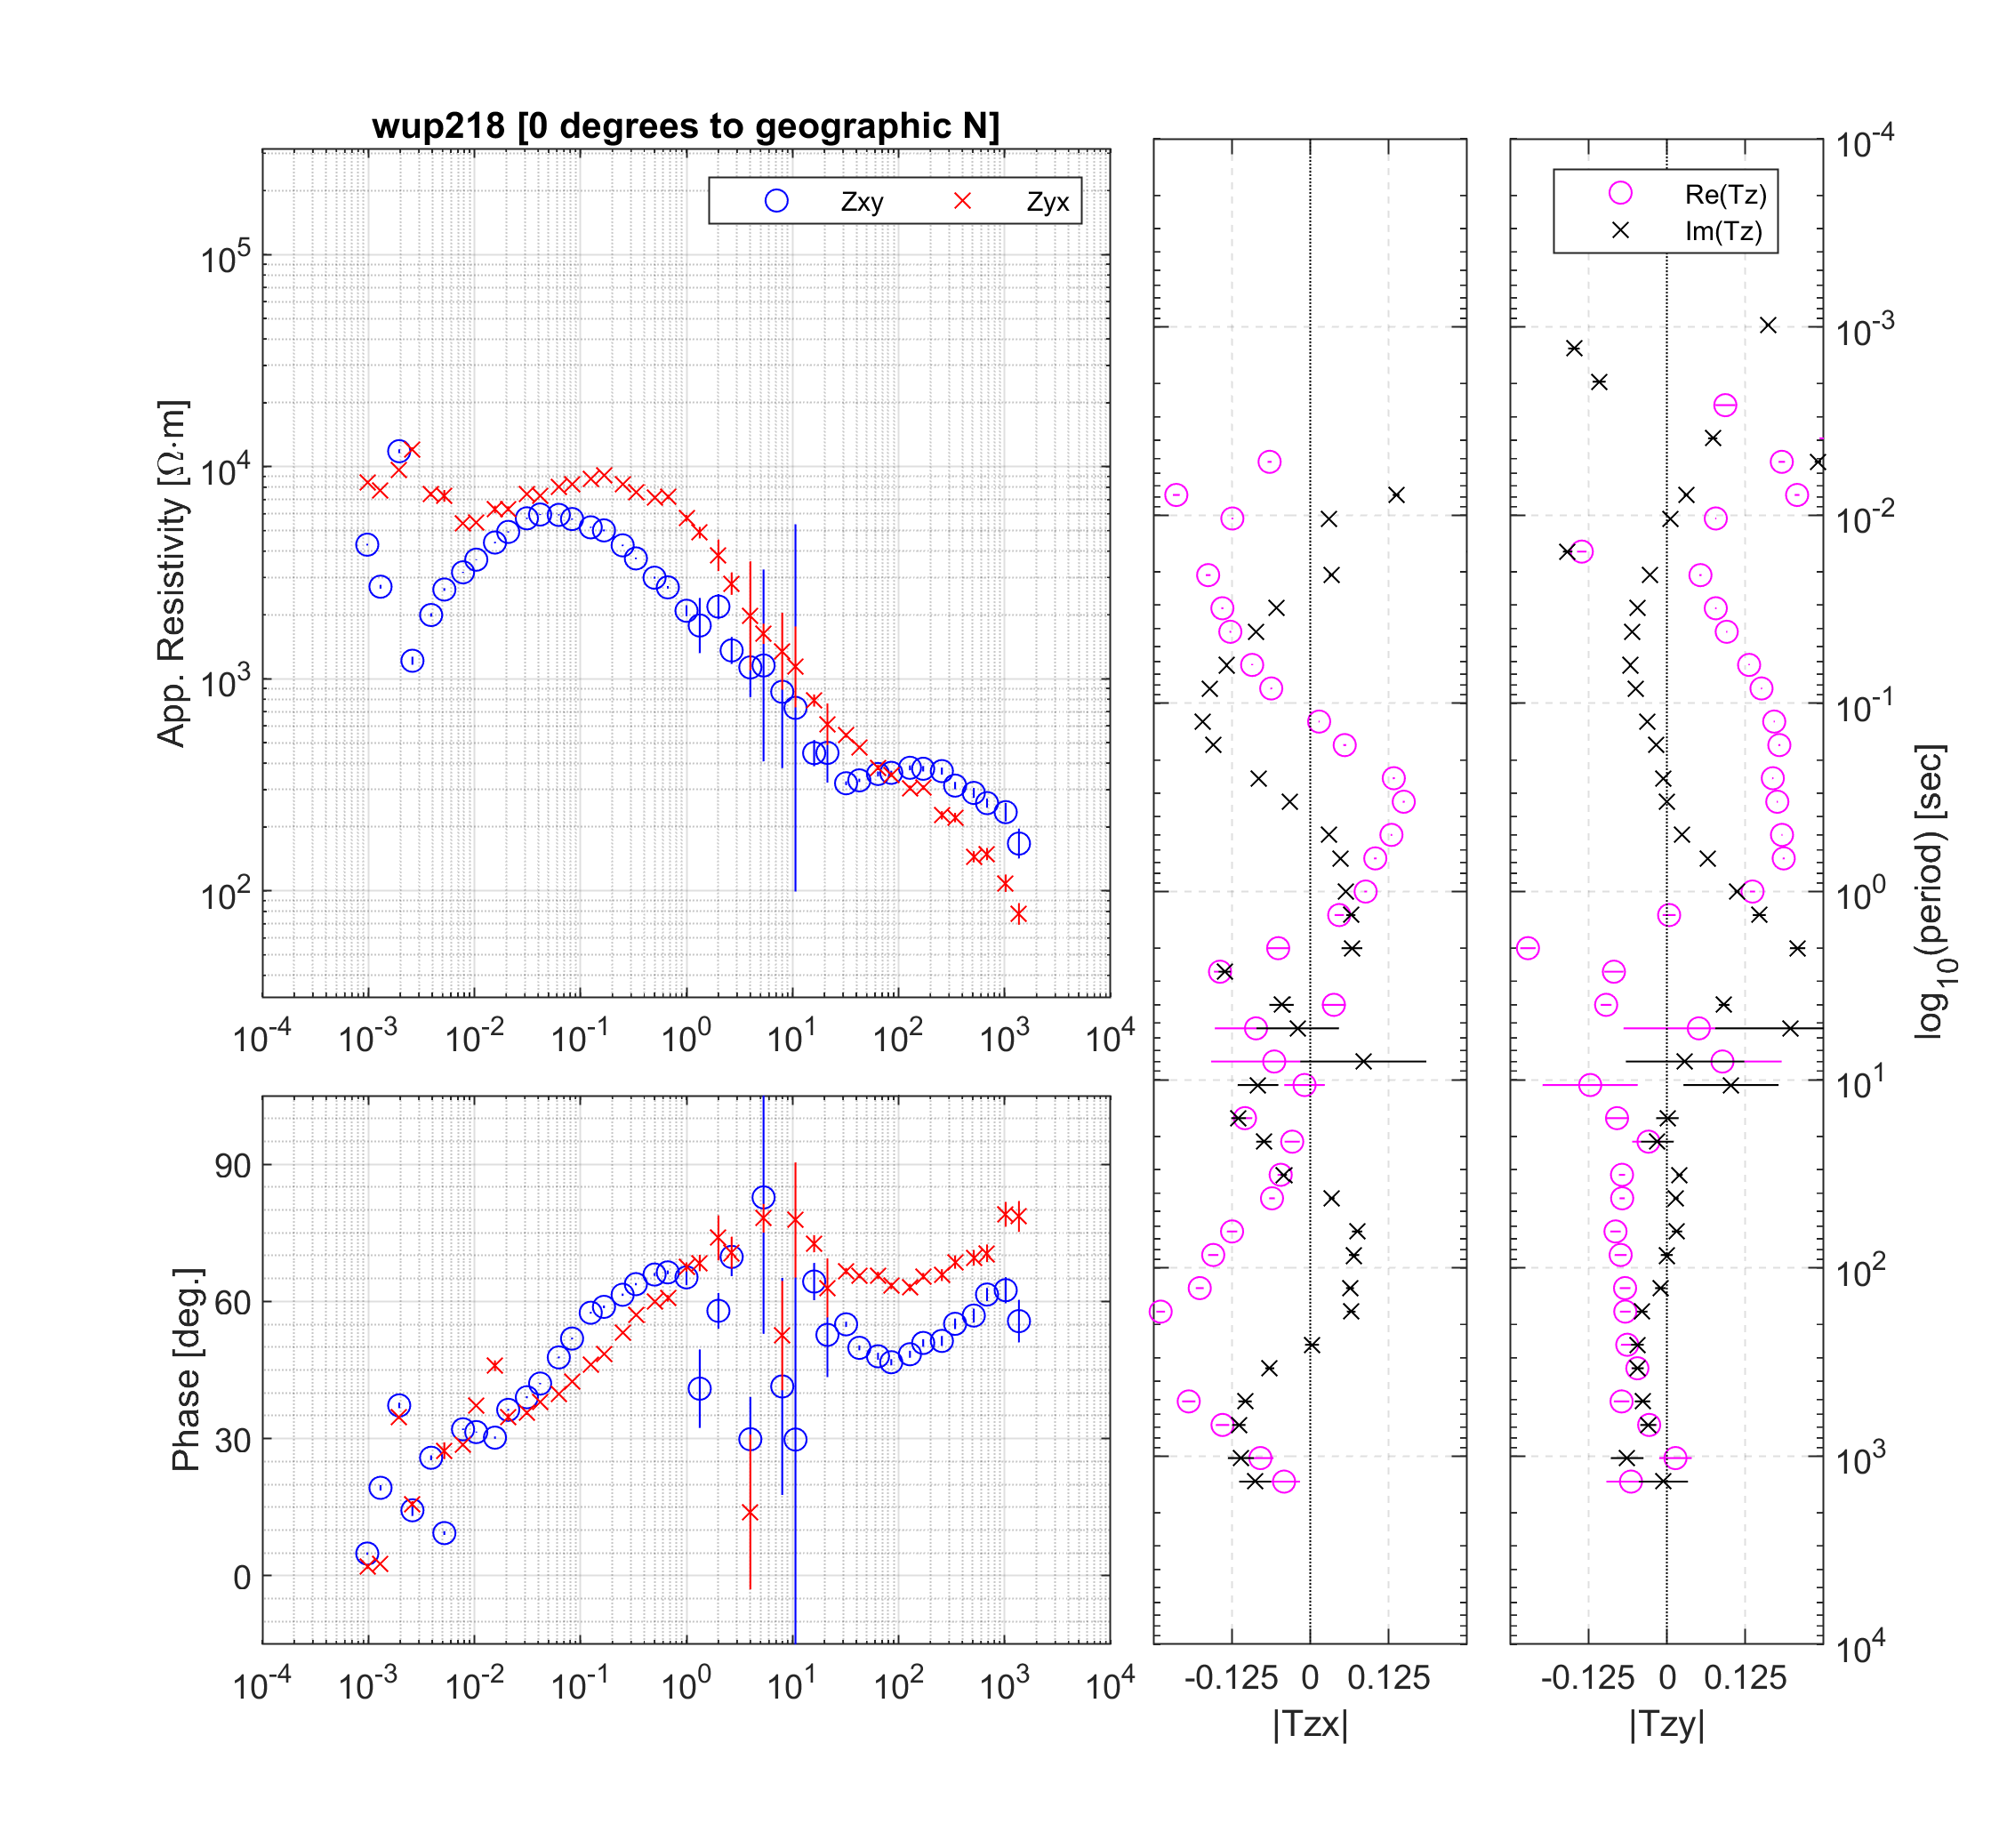 wup218 [0 degrees to geographic N]
Zxy Zyx
App. Resistivity [Ω·m]
10^5
10^4
10^3
10^2
10^-4 10^-3 10^-2 10^-1 10^0 10^1 10^2 10^3 10^4
Phase [deg.]
90
60
30
0
10^-4 10^-3 10^-2 10^-1 10^0 10^1 10^2 10^3 10^4
-0.125 0 0.125
|Tzx|
Re(Tz)
Im(Tz)
-0.125 0 0.125
|Tzy|
10^-4
10^-3
10^-2
10^-1
10^0
10^1
10^2
10^3
10^4
log10(period) [sec]